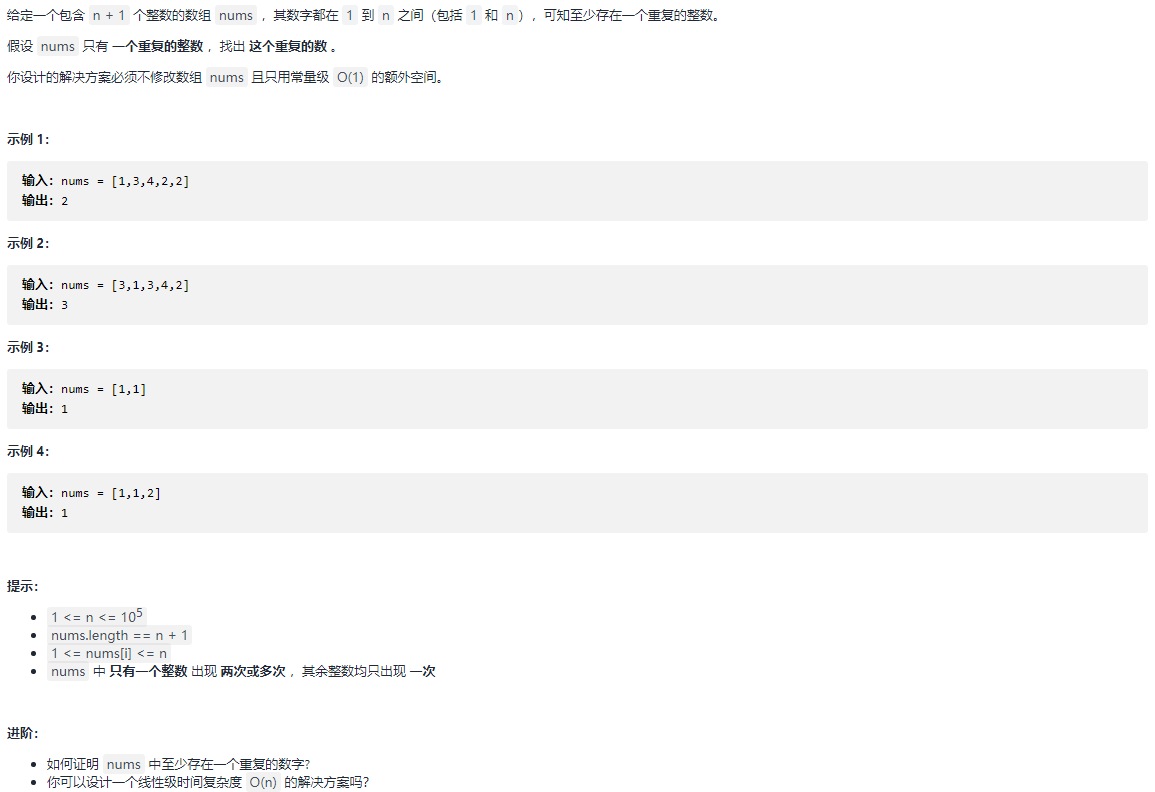 给定一个包含 n + 1 个整数的数组 nums ，其数字都在 1 到 n 之间（包括 1 和 n ），可知至少存在一个重复的整数。
假设 nums 只有 一个重复的整数 ，找出 这个重复的数 。
你设计的解决方案必须不修改数组 nums 且只用常量级 O(1) 的额外空间。
示例 1：
输入：nums = [1,3,4,2,2]
输出：2
示例 2：
输入：nums = [3,1,3,4,2]
输出：3
示例 3：
输入：nums = [1,1]
输出：1
示例 4：
输入：nums = [1,1,2]
输出：1
提示：
1 <= n <= 10⁵
nums.length == n + 1
1 <= nums[i] <= n
nums 中 只有一个整数 出现 两次或多次 ，其余整数均只出现 一次
进阶：
如何证明 nums 中至少存在一个重复的数字?
你可以设计一个线性级时间复杂度 O(n) 的解决方案吗？